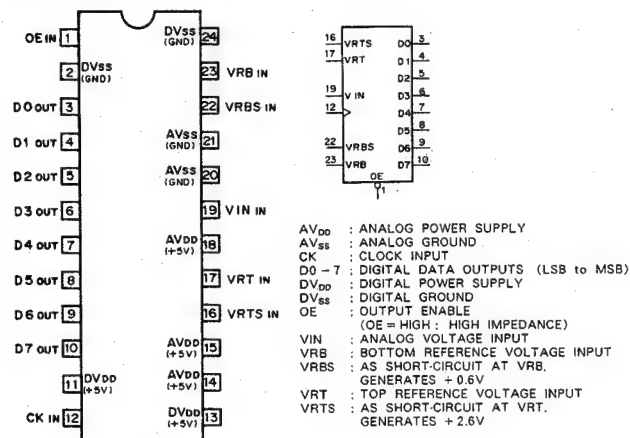 OE IN 1
2 DVSS (GND)
D0 OUT 3
D1 OUT 4
D2 OUT 5
D3 OUT 6
D4 OUT 7
D5 OUT 8
D6 OUT 9
D7 OUT 10
11 DVDD (+5V)
CK IN 12
DVSS (GND) 24
23 VRB IN
22 VRBS IN
AVSS (GND) 21
AVSS (GND) 20
19 VIN IN
AVDD (+5V) 18
17 VRT IN
16 VRTS IN
AVDD (+5V) 15
AVDD (+5V) 14
DVDD (+5V) 13
16 VRTS D0 3
17 VRT D1 4
D2 5
19 V IN D3 6
12 D4 7
D5 8
22 VRBS D6 9
23 VRB D7 10
OE
1
AVDD : ANALOG POWER SUPPLY
AVSS : ANALOG GROUND
CK : CLOCK INPUT
D0 - 7 : DIGITAL DATA OUTPUTS (LSB to MSB)
DVDD : DIGITAL POWER SUPPLY
DVSS : DIGITAL GROUND
OE : OUTPUT ENABLE
(OE = HIGH ; HIGH IMPEDANCE)
VIN : ANALOG VOLTAGE INPUT
VRB : BOTTOM REFERENCE VOLTAGE INPUT
VRBS : AS SHORT-CIRCUIT AT VRB,
GENERATES + 0.6V
VRT : TOP REFERENCE VOLTAGE INPUT
VRTS : AS SHORT-CIRCUIT AT VRT,
GENERATES + 2.6V